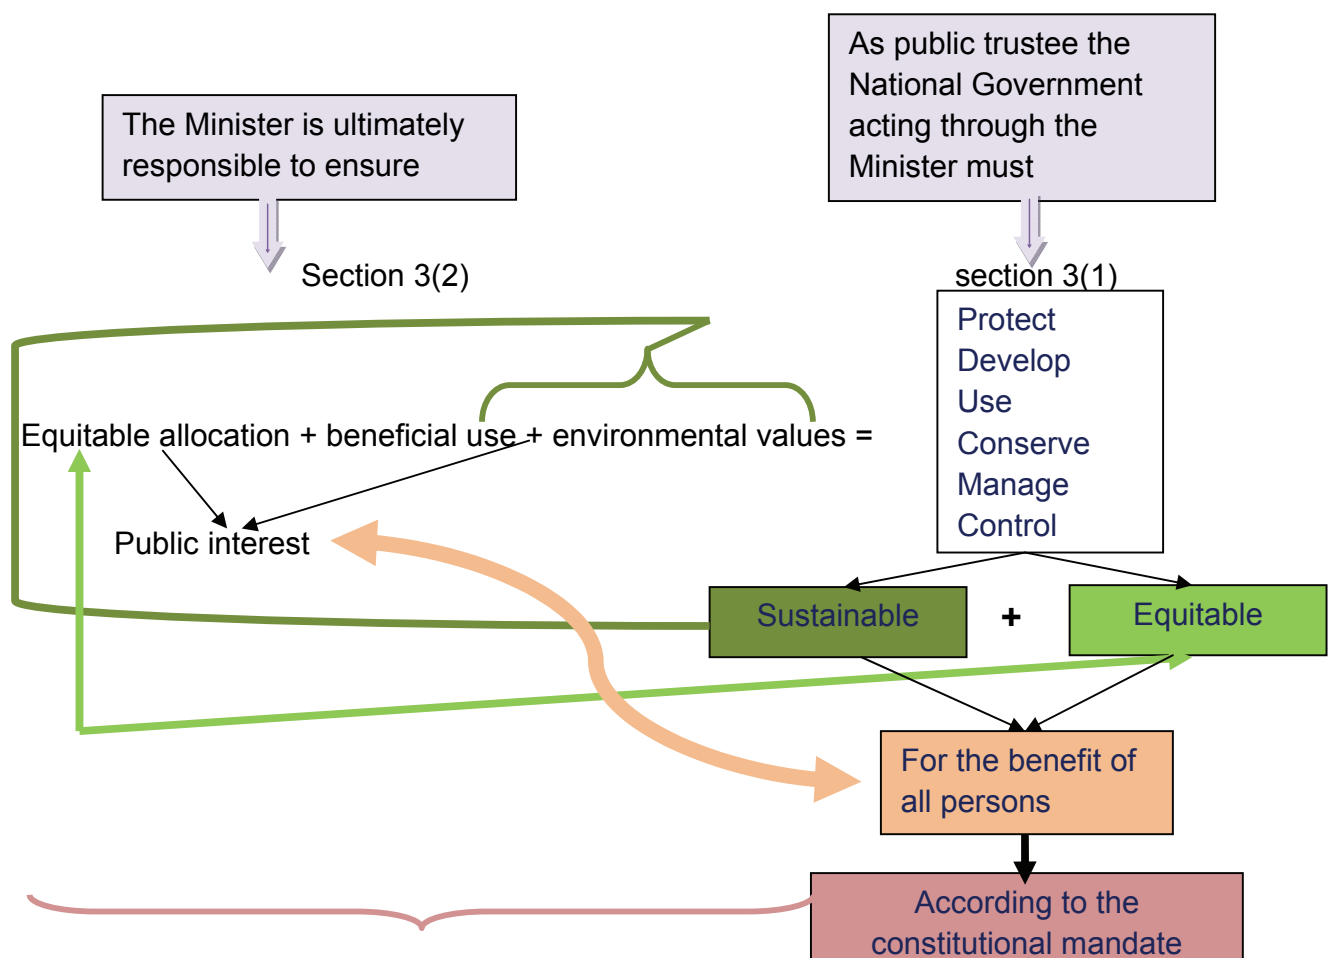 As public trustee the
National Government
acting through the
Minister must
The Minister is ultimately
responsible to ensure
Section 3(2)
section 3(1)
Protect
Develop
Use
Conserve
Manage
Control
Equitable allocation + beneficial use + environmental values =
Public interest
Sustainable
+
Equitable
For the benefit of
all persons
According to the
constitutional mandate